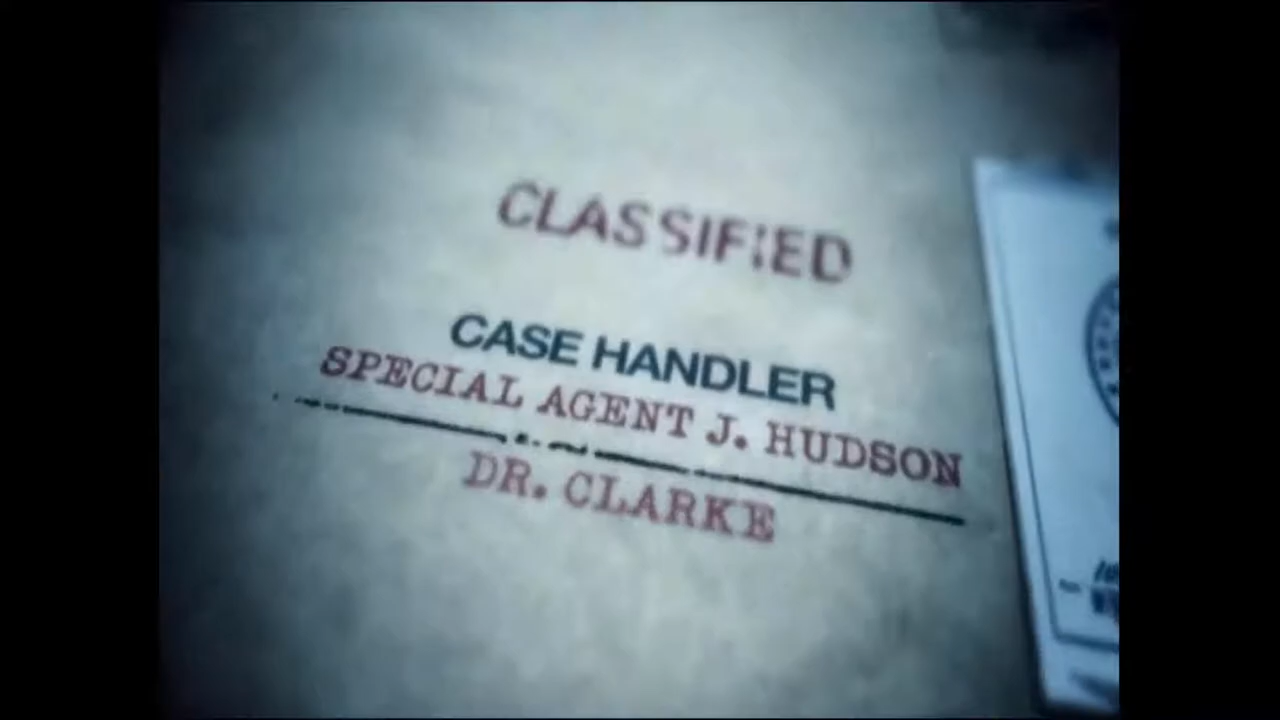 CLASSIFIED
CASE HANDLER
SPECIAL AGENT J. HUDSON
DR. CLARKE